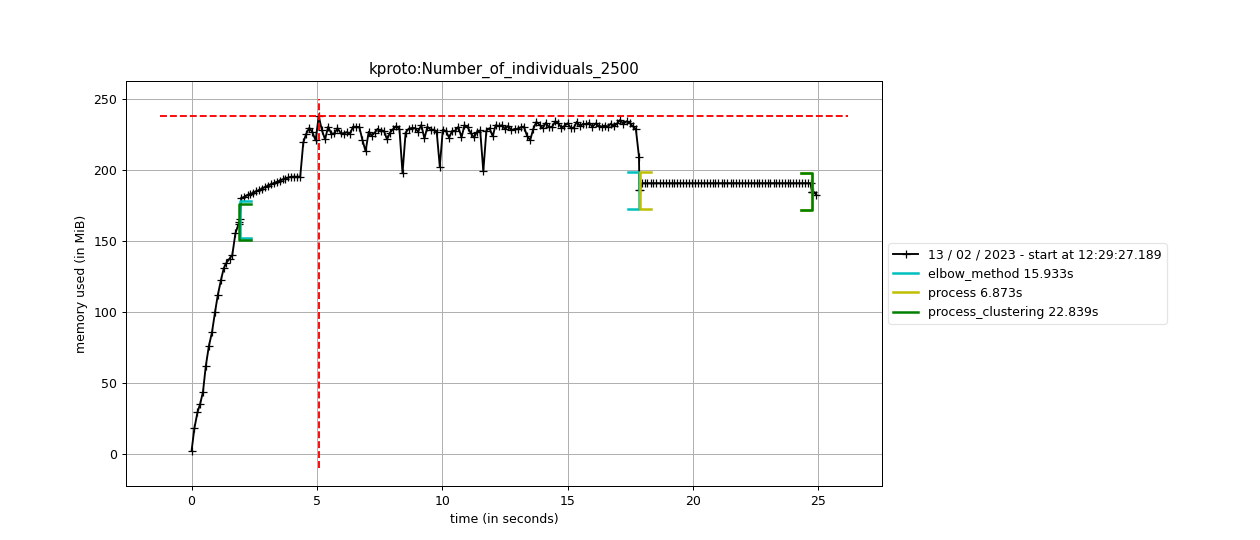 kproto:Number_of_individuals_2500
memory used (in MiB)
250
200
150
100
50
0
0 5 10 15 20 25
time (in seconds)
13 / 02 / 2023 - start at 12:29:27.189
elbow_method 15.933s
process 6.873s
process_clustering 22.839s